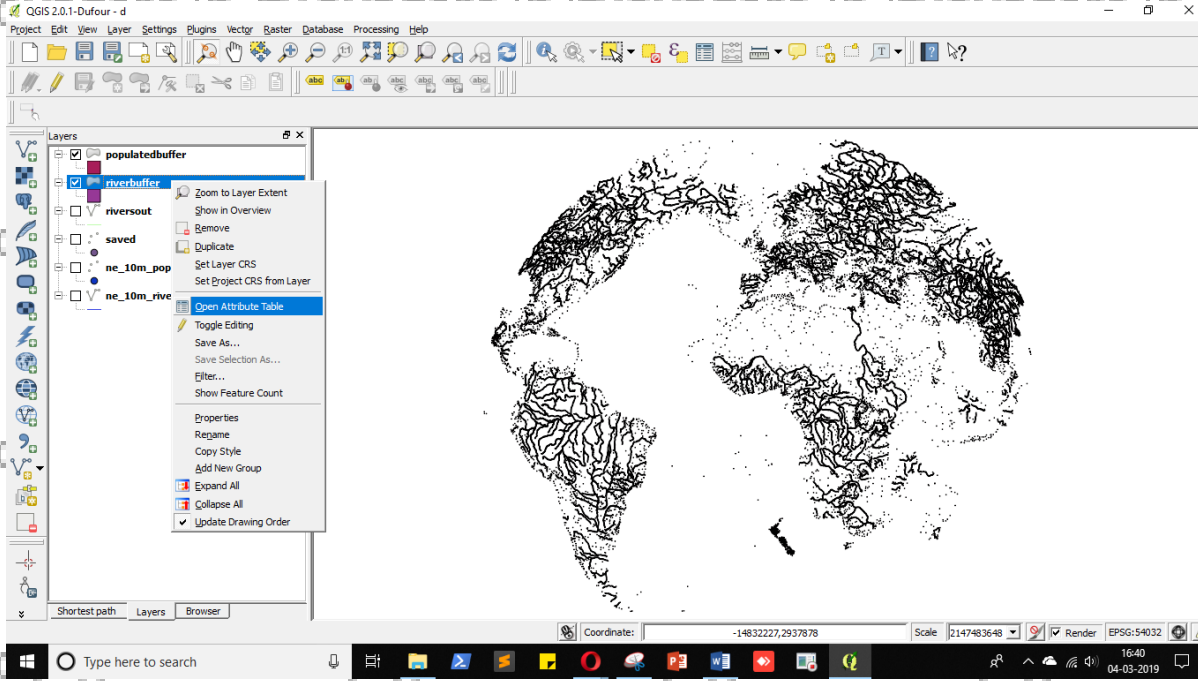 QGIS 2.0.1-Dufour - d
Project Edit View Layer Settings Plugins Vector Raster Database Processing Help
Layers
populatedbuffer
riverbuffer
riversout
saved
ne_10m_pop
ne_10m_rive
Zoom to Layer Extent
Show in Overview
Remove
Duplicate
Set Layer CRS
Set Project CRS from Layer
Open Attribute Table
Toggle Editing
Save As...
Save Selection As...
Filter...
Show Feature Count
Properties
Rename
Copy Style
Add New Group
Expand All
Collapse All
Update Drawing Order
Shortest path Layers Browser
Coordinate: -14832227,2937878 Scale 2147483648 Render EPSG:54032
Type here to search
16:40
04-03-2019